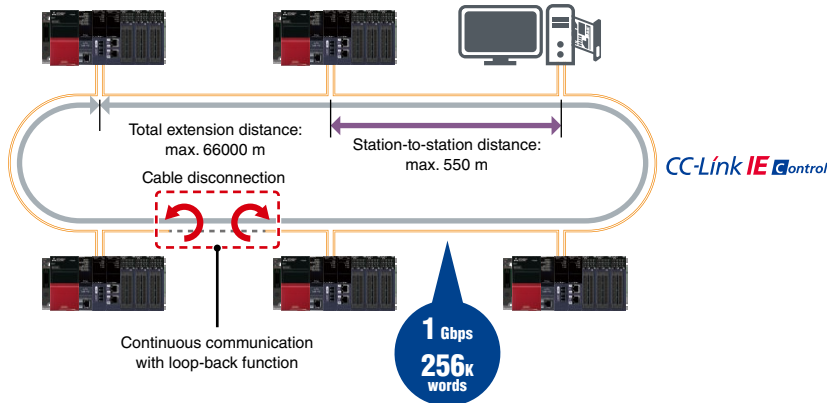 Total extension distance:
max. 66000 m
Station-to-station distance:
max. 550 m
CC-Link IE Control
Cable disconnection
Continuous communication
with loop-back function
1 Gbps
256K
words